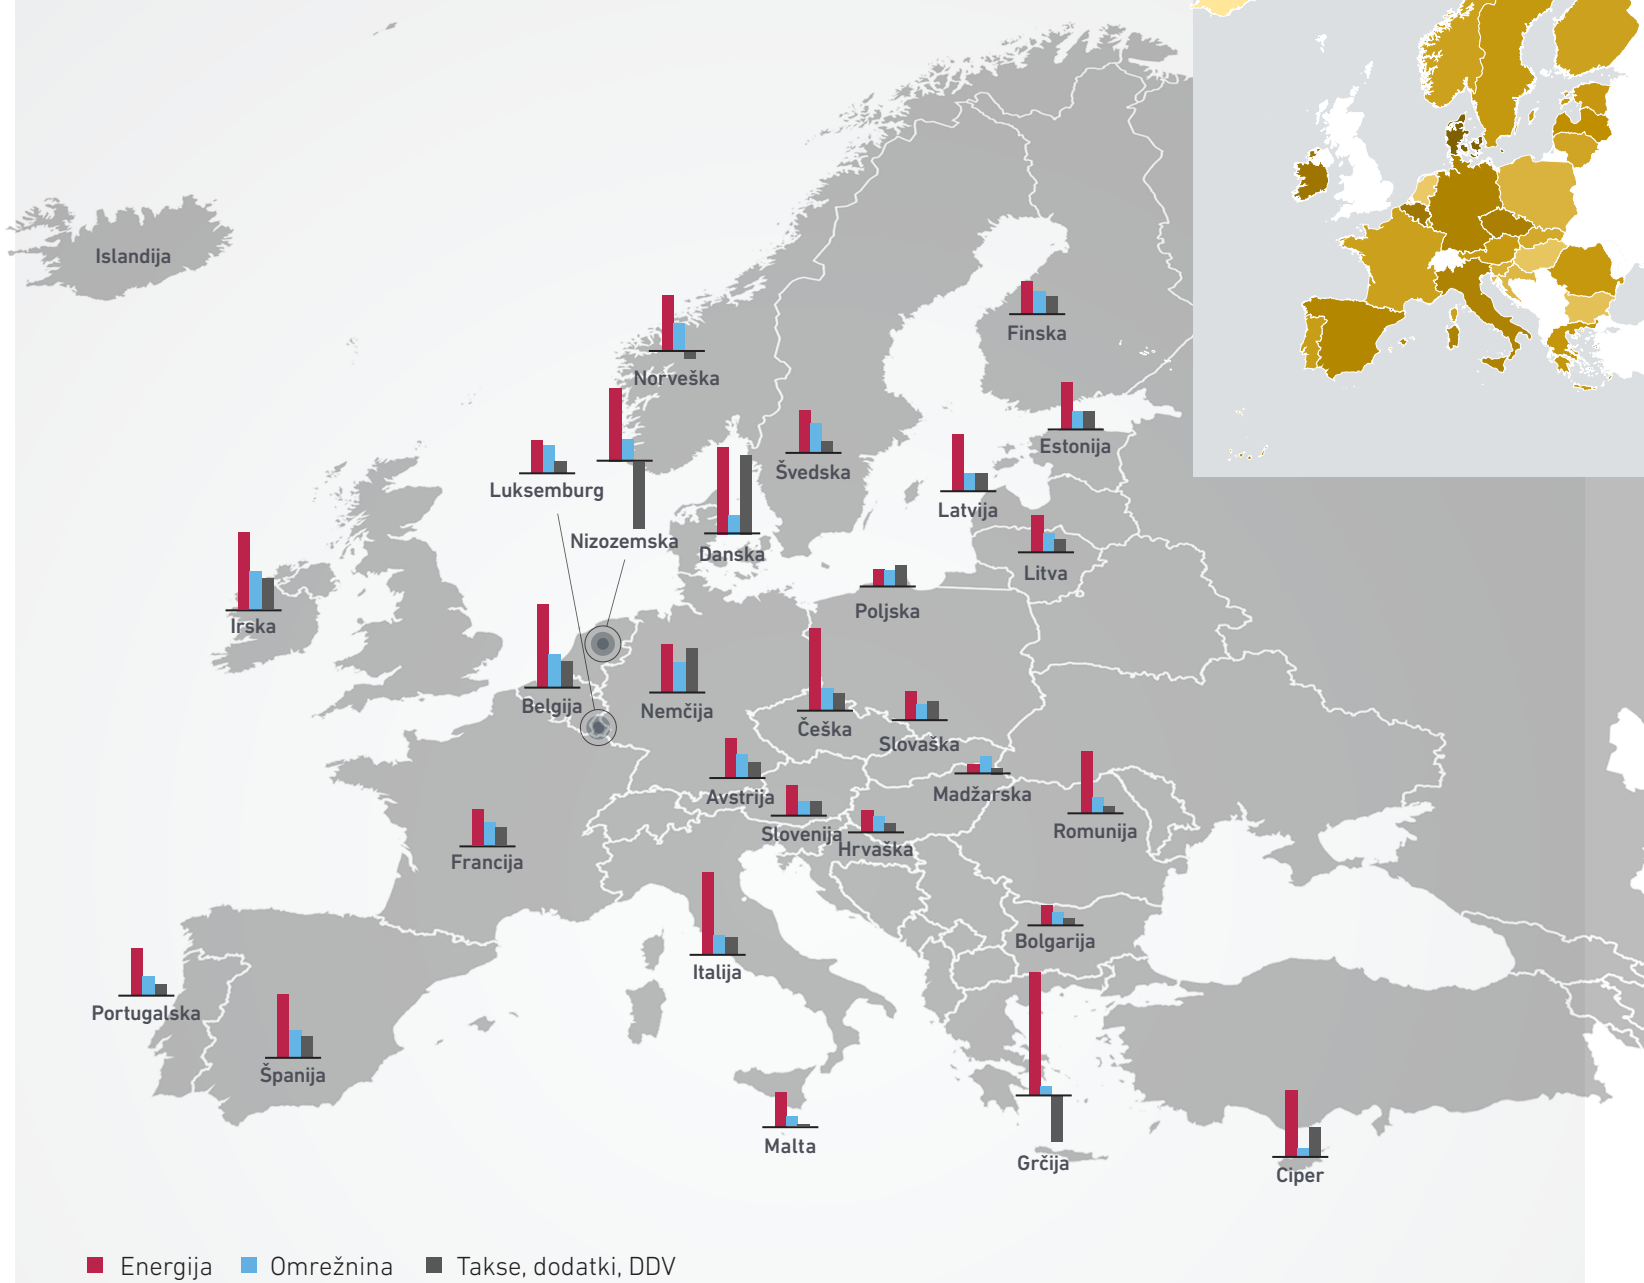 Islandija
Finska
Norveška
Estonija
Švedska
Luksemburg
Latvija
Nizozemska
Danska
Litva
Poljska
Irska
Belgija
Nemčija
Češka
Slovaška
Avstrija
Madžarska
Slovenija
Romunija
Hrvaška
Francija
Bolgarija
Italija
Portugalska
Španija
Malta
Grčija
Ciper
Energija Omrežnina Takse, dodatki, DDV